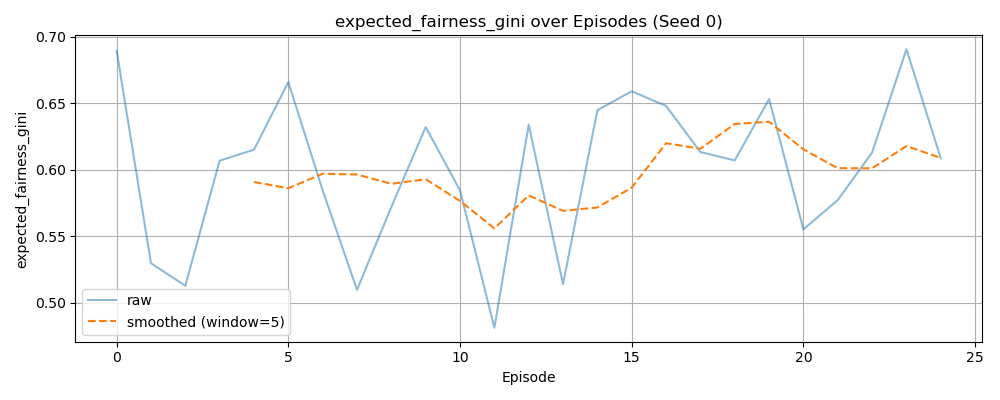 expected_fairness_gini over Episodes (Seed 0)
expected_fairness_gini
0.70
0.65
0.60
0.55
0.50
raw
smoothed (window=5)
0 5 10 15 20 25
Episode